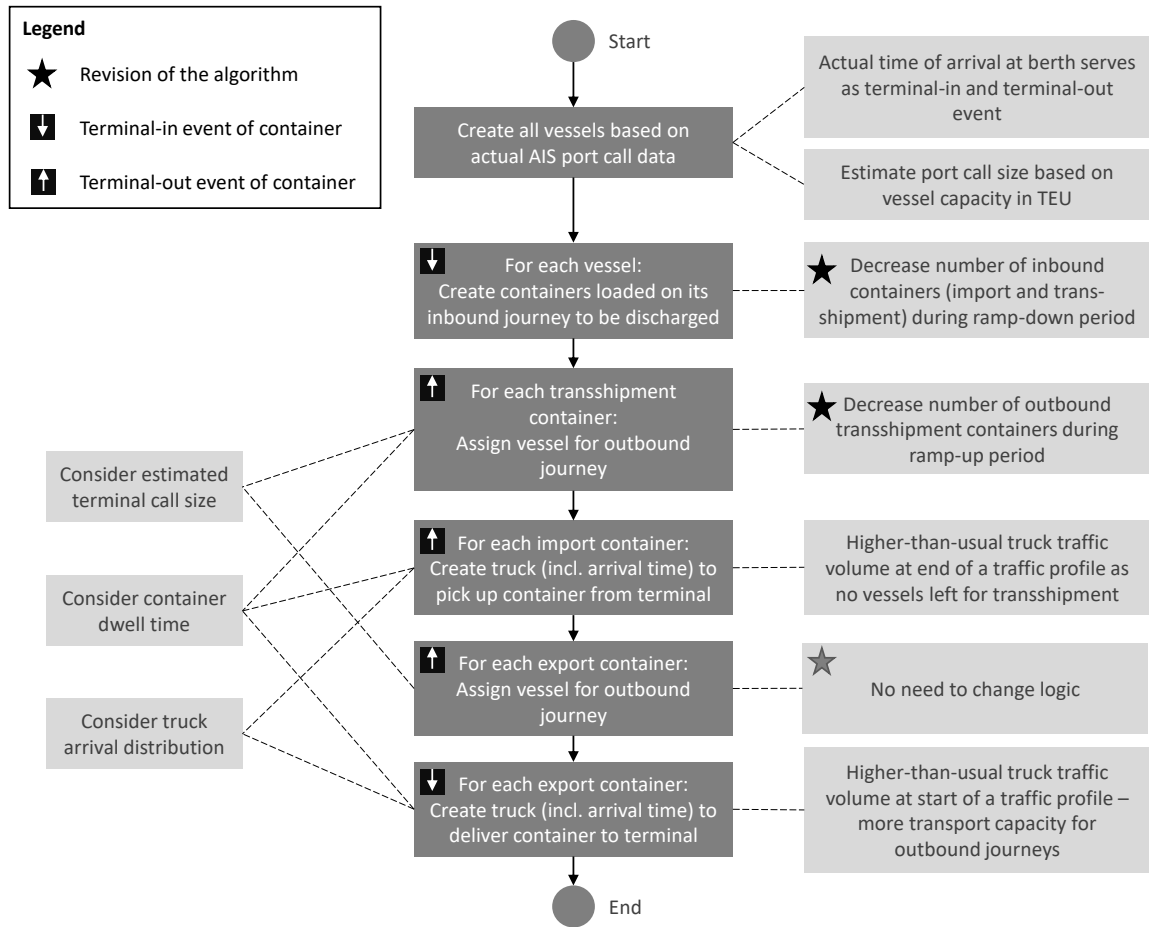 Legend
Revision of the algorithm
Terminal-in event of container
Terminal-out event of container
Start
Create all vessels based on
actual AIS port call data
Actual time of arrival at berth serves
as terminal-in and terminal-out
event
Estimate port call size based on
vessel capacity in TEU
For each vessel:
Create containers loaded on its
inbound journey to be discharged
Decrease number of inbound
containers (import and trans-
shipment) during ramp-down period
For each transshipment
container:
Assign vessel for outbound
journey
Decrease number of outbound
transshipment containers during
ramp-up period
Consider estimated
terminal call size
For each import container:
Create truck (incl. arrival time) to
pick up container from terminal
Higher-than-usual truck traffic
volume at end of a traffic profile as
no vessels left for transshipment
Consider container
dwell time
For each export container:
Assign vessel for outbound
journey
No need to change logic
Consider truck
arrival distribution
For each export container:
Create truck (incl. arrival time) to
deliver container to terminal
Higher-than-usual truck traffic
volume at start of a traffic profile –
more transport capacity for
outbound journeys
End